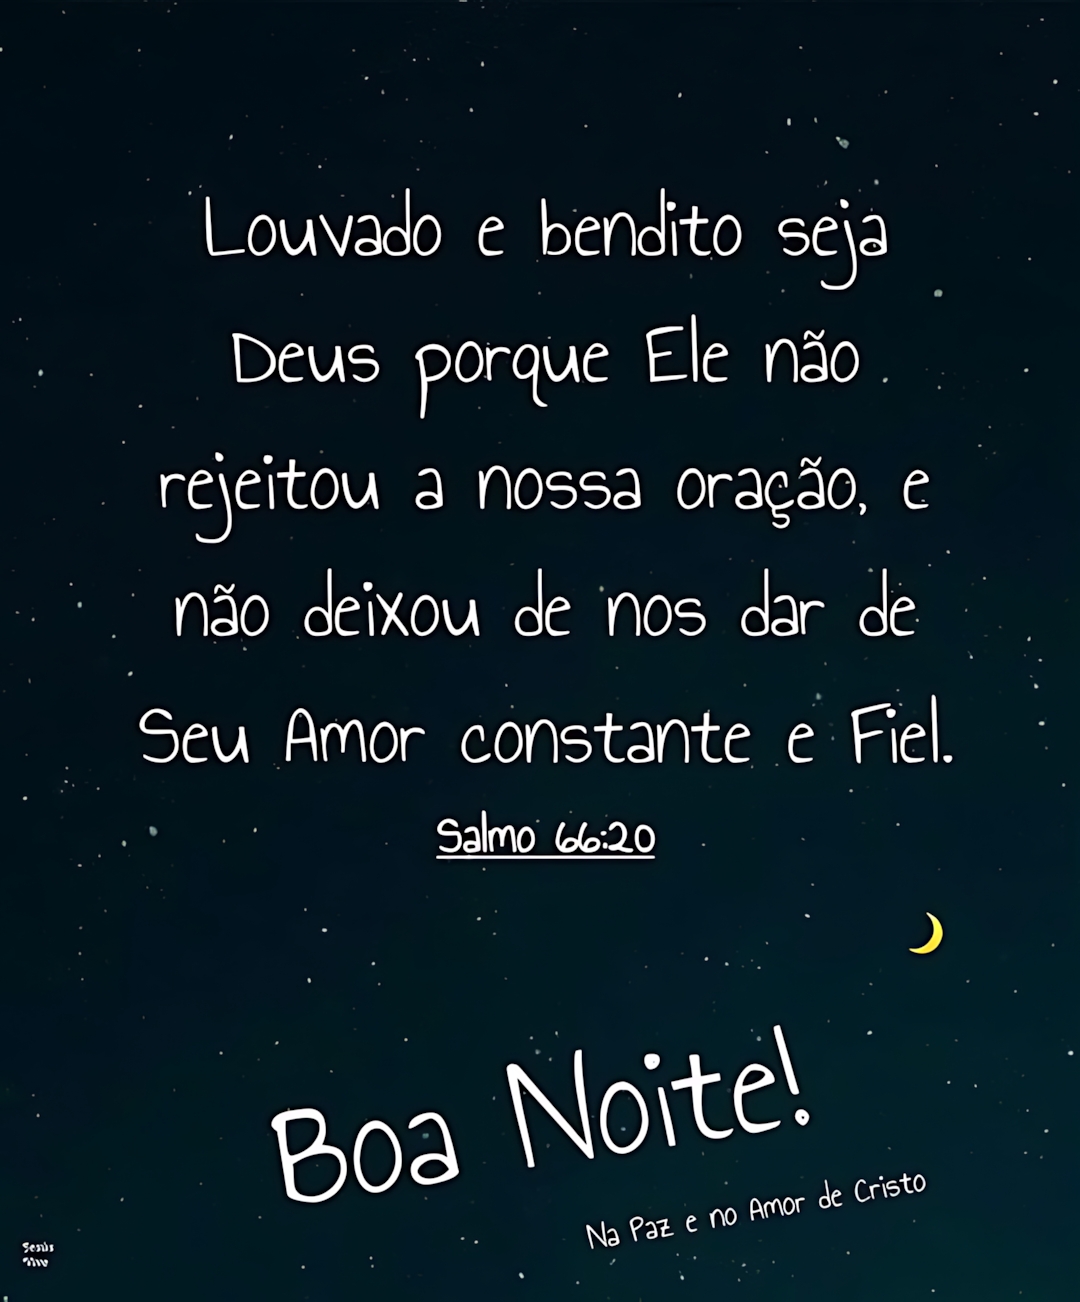 Louvado e bendito seja
Deus porque Ele não
rejeitou a nossa oração, e
não deixou de nos dar de
Seu Amor constante e Fiel.
Salmo 66:20
Boa Noite!
Na Paz e no Amor de Cristo